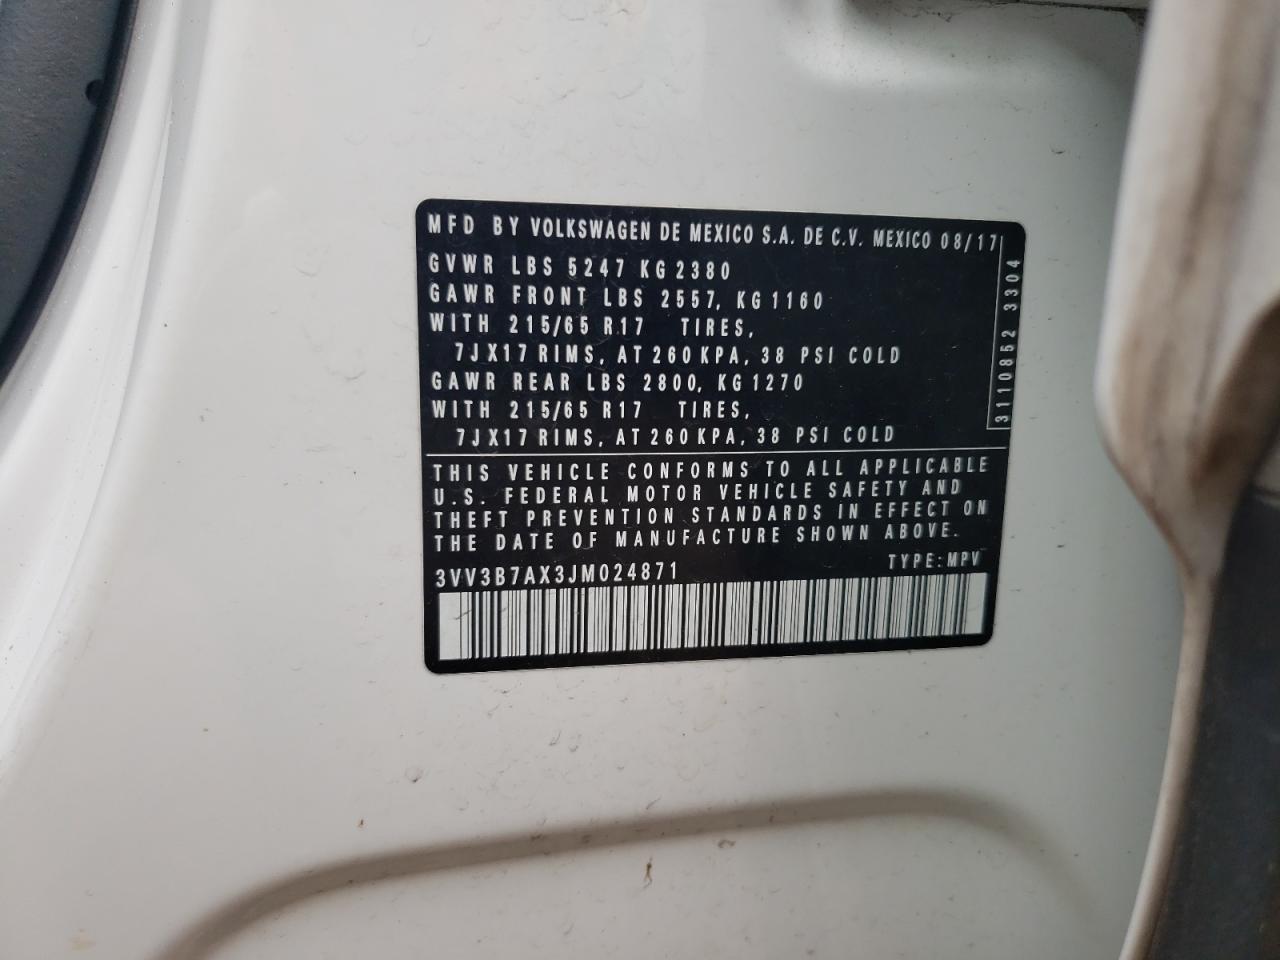 MFD BY VOLKSWAGEN DE MEXICO S.A. DE C.V. MEXICO 08/17
GVWR LBS 5247 KG 2380
GAWR FRONT LBS 2557, KG 1160
WITH 215/65 R17 TIRES,
7JX17 RIMS, AT 260 KPA, 38 PSI COLD
GAWR REAR LBS 2800, KG 1270
WITH 215/65 R17 TIRES,
7JX17 RIMS, AT 260 KPA, 38 PSI COLD
3110852 3304
THIS VEHICLE CONFORMS TO ALL APPLICABLE
U.S. FEDERAL MOTOR VEHICLE SAFETY AND
THEFT PREVENTION STANDARDS IN EFFECT ON
THE DATE OF MANUFACTURE SHOWN ABOVE.
3VV3B7AX3JM024871 TYPE: MPV